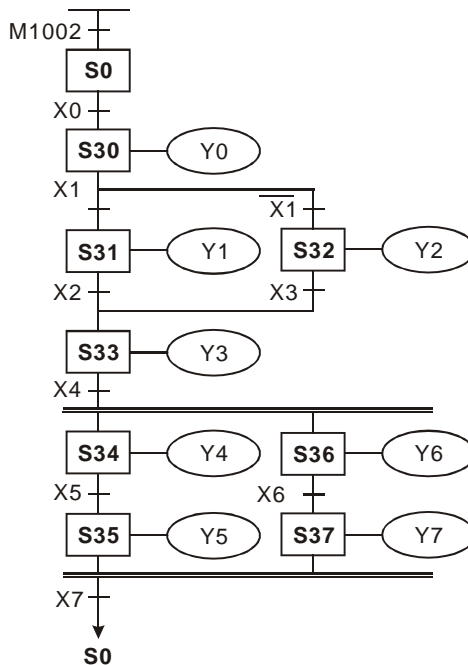 M1002
S0
X0
S30 Y0
X1 X̅1̅
S31 Y1 S32 Y2
X2 X3
S33 Y3
X4
S34 Y4 S36 Y6
X5 X6
S35 Y5 S37 Y7
X7
S0